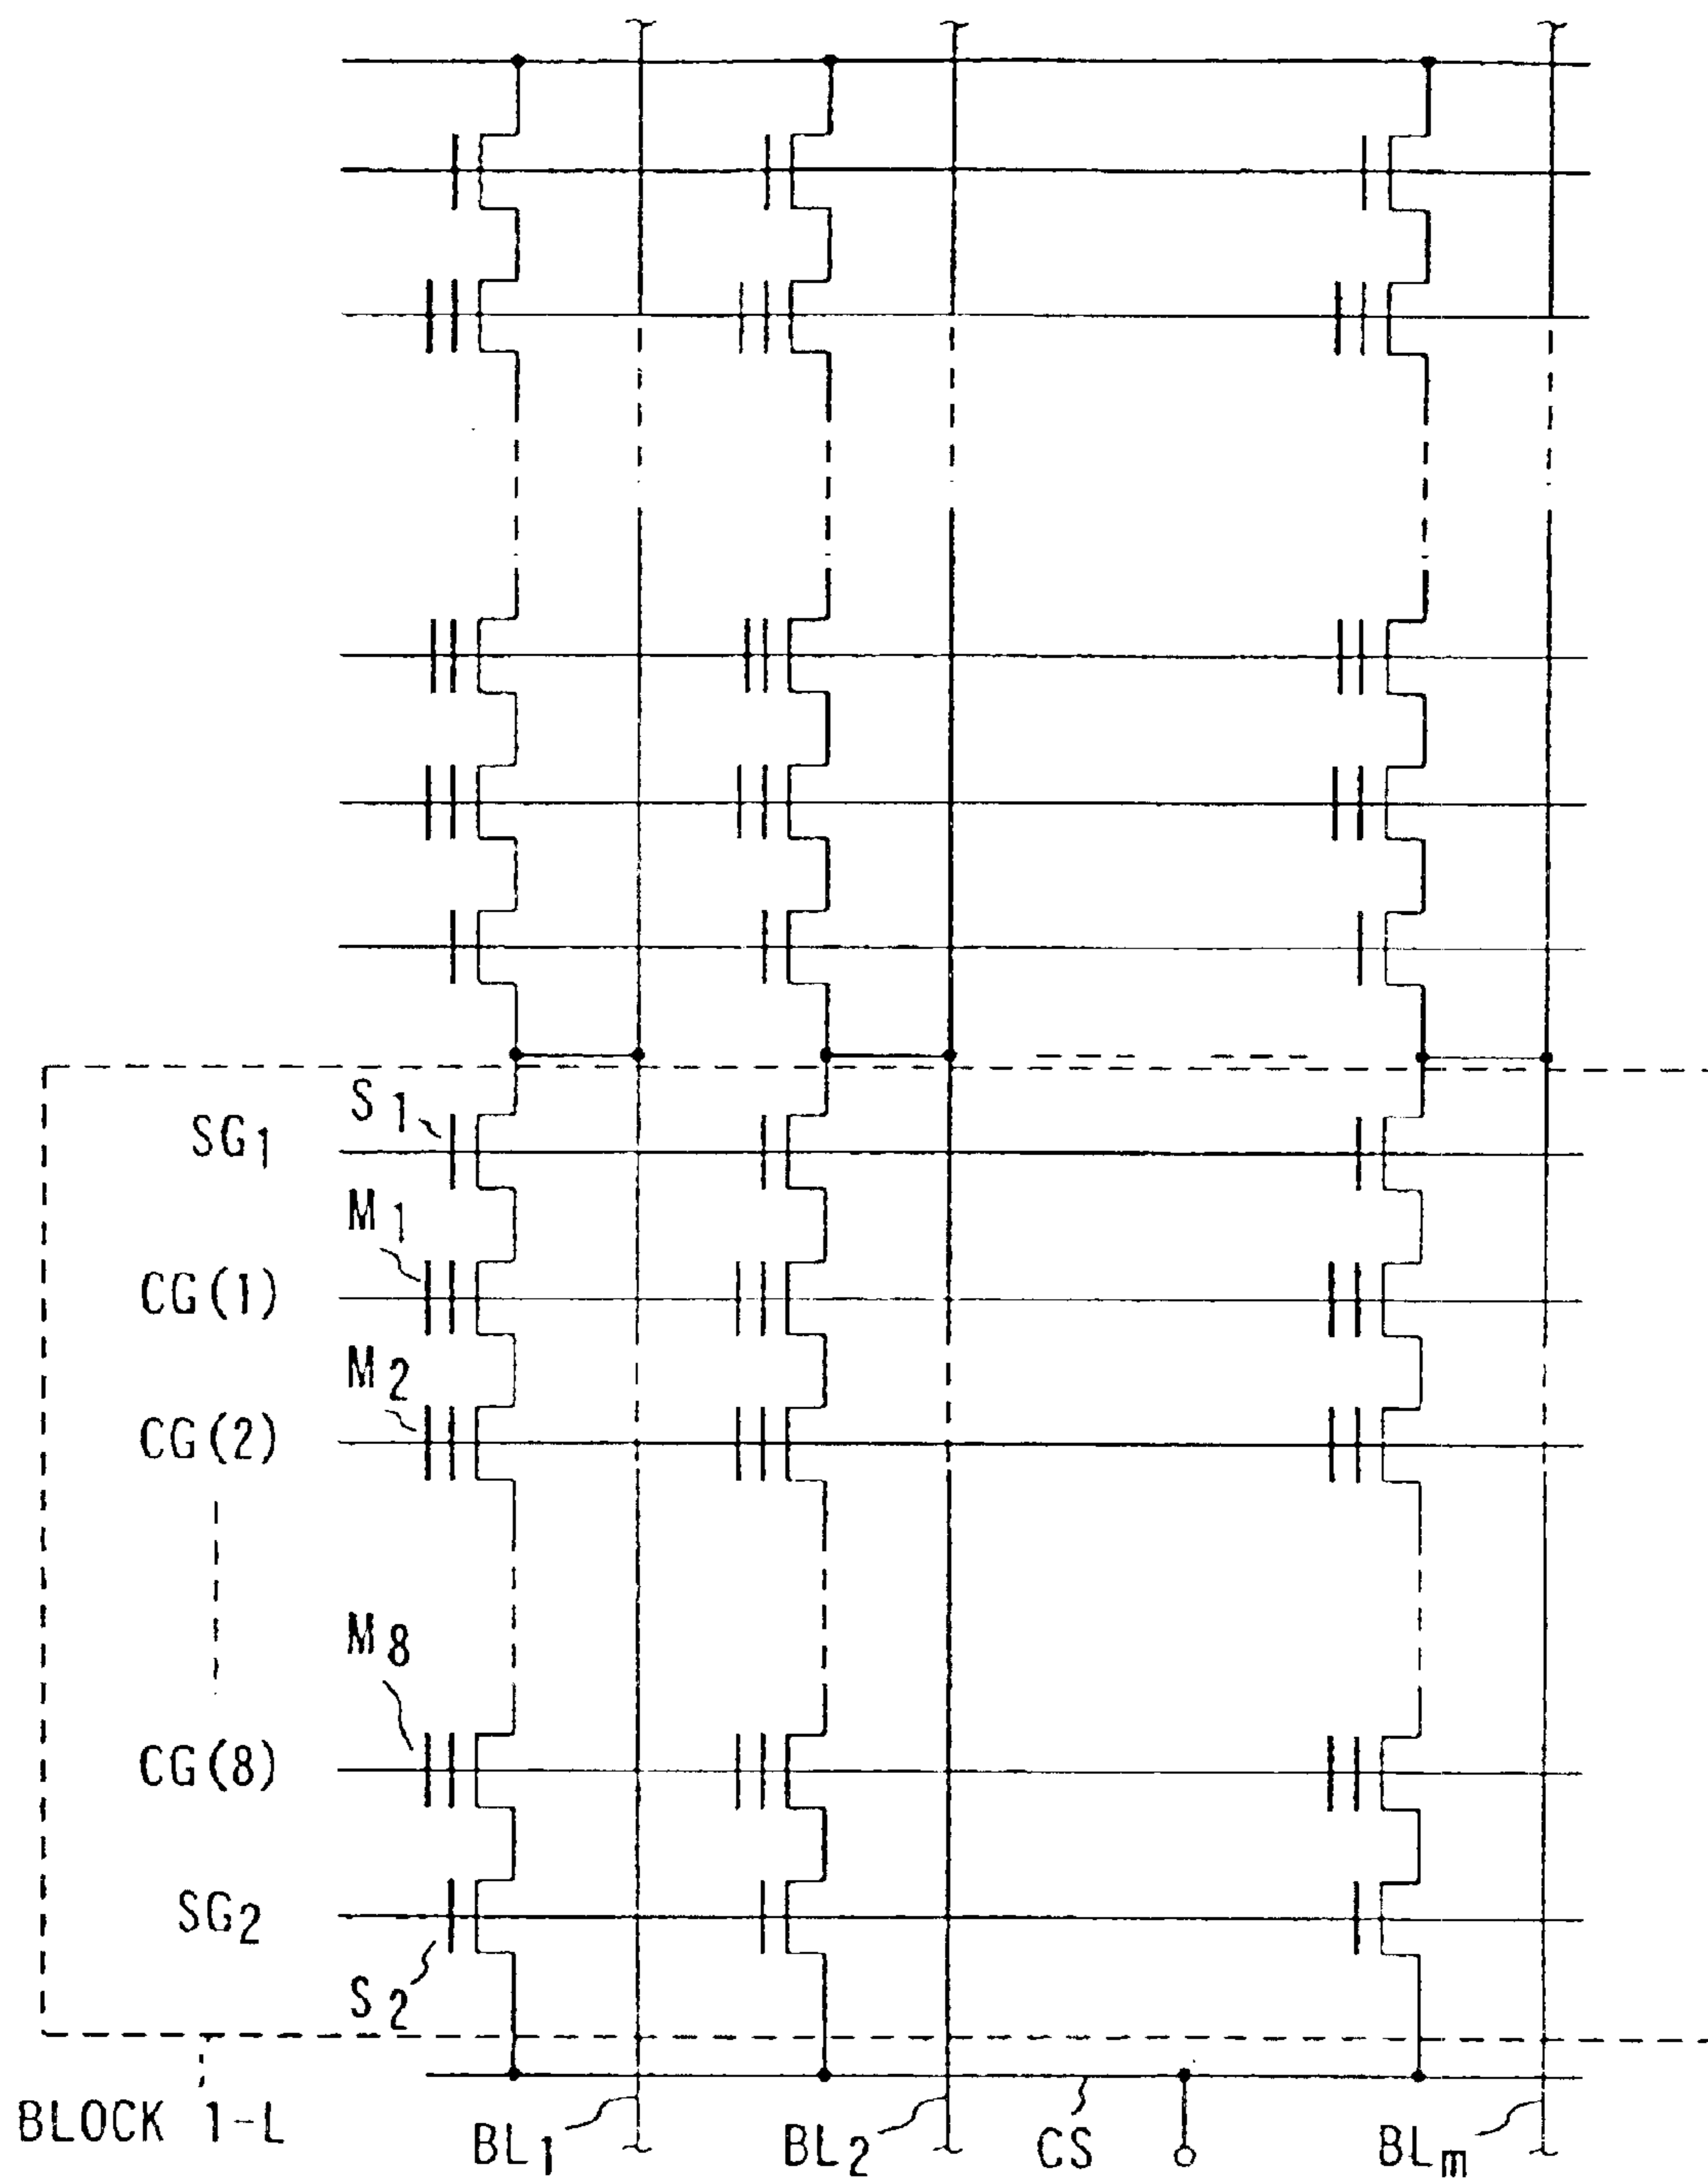 S1
SG1
M1
CG(1)
M2
CG(2)
M8
CG(8)
SG2
S2
BLOCK 1-L
BL1
BL2
CS
BLm